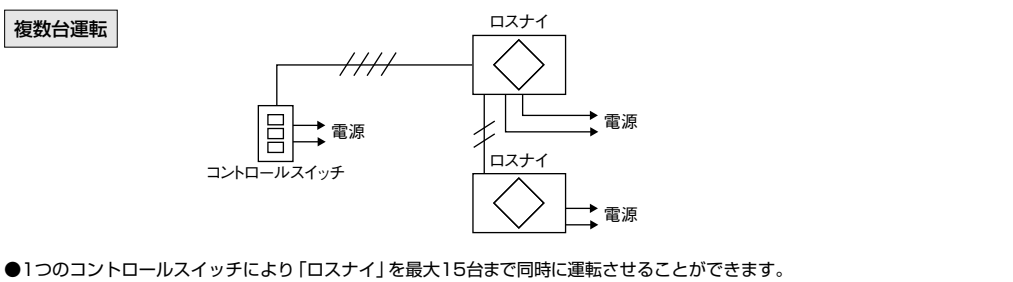 複数台運転
ロスナイ
電源
電源
コントロールスイッチ
ロスナイ
電源
●1つのコントロールスイッチにより「ロスナイ」を最大15台まで同時に運転させることができます。